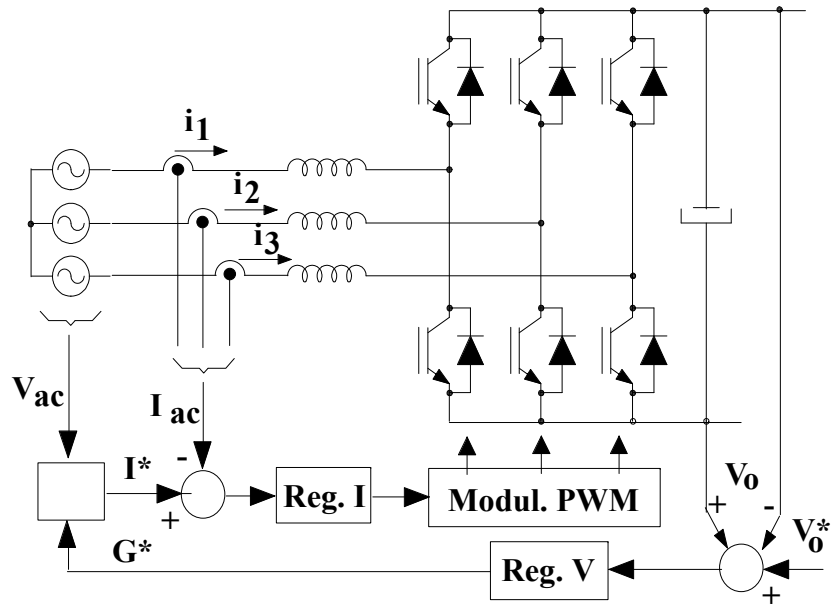 i1
i2
i3
Vac
I ac
I*
-
+
Reg. I
Modul. PWM
Vo
+
-
Vo*
+
G*
Reg. V